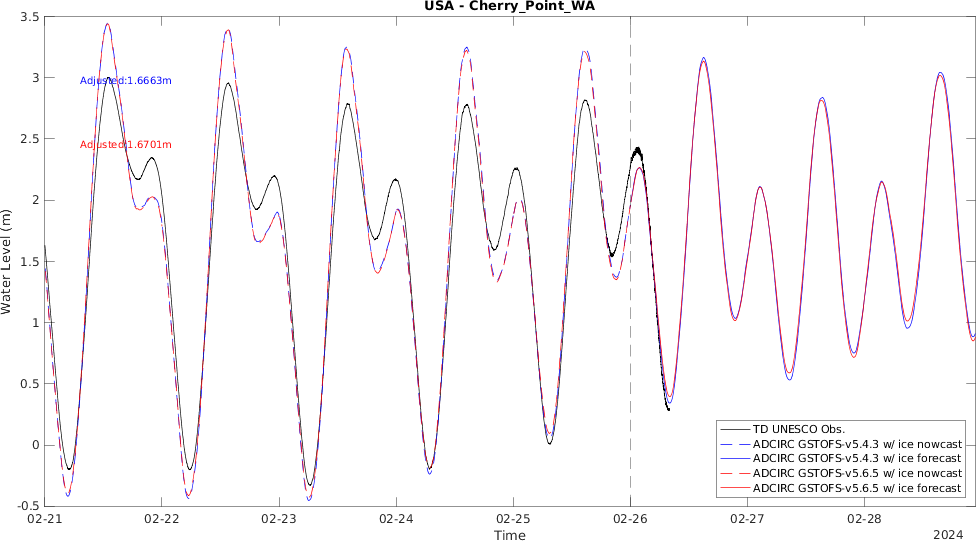 USA - Cherry_Point_WA
3.5
3
2.5
2
1.5
1
0.5
0
-0.5
Water Level (m)
Adjusted:1.6663m
Adjusted:1.6701m
TD UNESCO Obs.
ADCIRC GSTOFS-v5.4.3 w/ ice nowcast
ADCIRC GSTOFS-v5.4.3 w/ ice forecast
ADCIRC GSTOFS-v5.6.5 w/ ice nowcast
ADCIRC GSTOFS-v5.6.5 w/ ice forecast
02-21 02-22 02-23 02-24 02-25 02-26 02-27 02-28
Time
2024